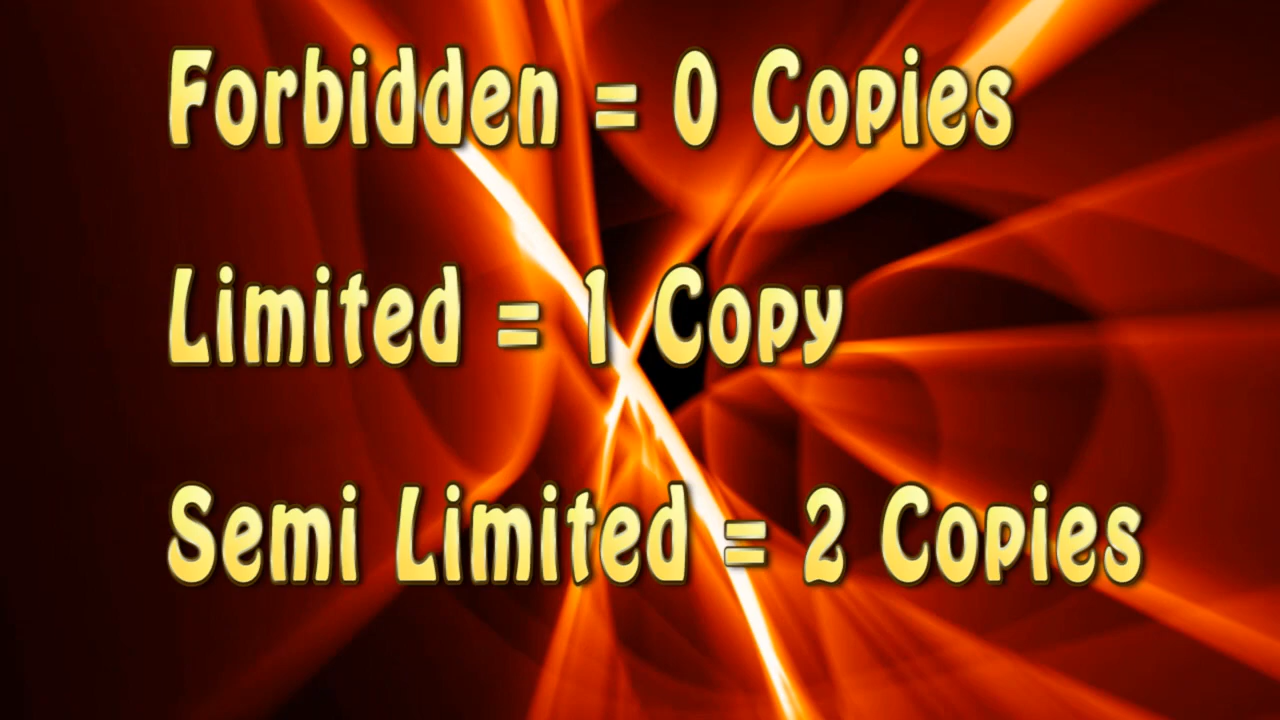 Forbidden = 0 Copies
Limited = 1 Copy
Semi Limited = 2 Copies